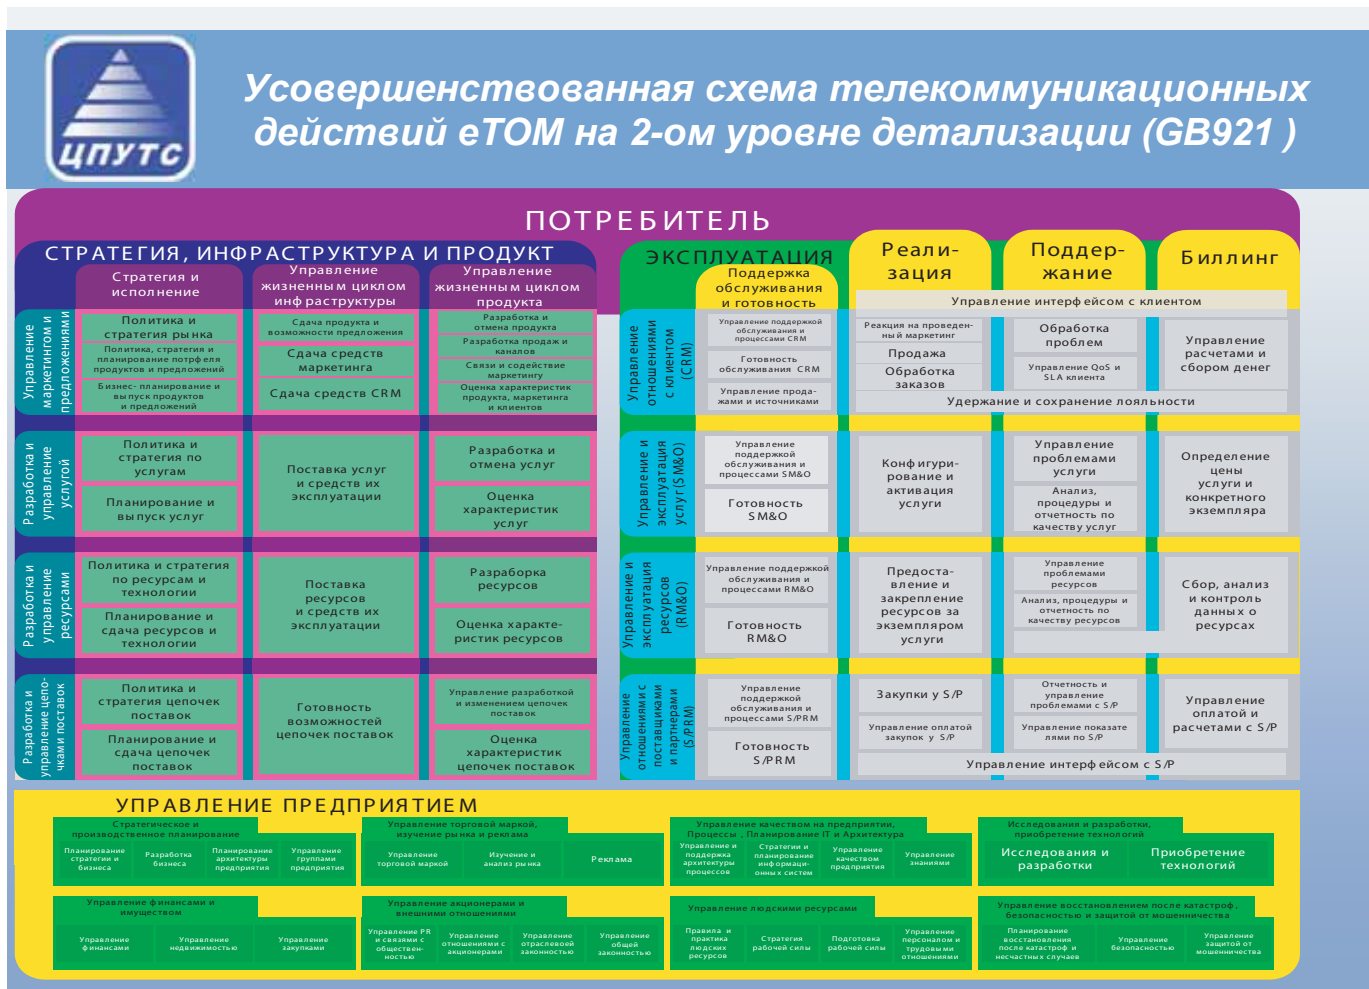 ЦПУТС
Усовершенствованная схема телекоммуникационных
действий eTOM на 2-ом уровне детализации (GB921 )
ПОТРЕБИТЕЛЬ
СТРАТЕГИЯ, ИНФРАСТРУКТУРА И ПРОДУКТ
Стратегия и
исполнение
Управление
жизненным циклом
инфраструктуры
Управление
жизненным циклом
продукта
Управление
маркетингом и
предложениями
Политика и
стратегия рынка
Политика, стратегия и
планирование потрфеля
продуктов и предложений
Бизнес- планирование и
выпуск продуктов
и предложений
Сдача продукта и
возможности предложения
Сдача средств
маркетинга
Сдача средств CRM
Разработка и
отмена продукта
Разработка продаж и
каналов
Связи и содействие
маркетингу
Оценка характеристик
продукта, маркетинга
и клиентов
Разработка и
управление
услугой
Политика и
стратегия по
услугам
Планирование и
выпуск услуг
Поставка услуг
и средств их
эксплуатации
Разработка и
отмена услуг
Оценка
характеристик
услуг
Разработка и
управление
ресурсами
Политика и стратегия
по ресурсам и
технологии
Планирование и
сдача ресурсов и
технологии
Поставка
ресурсов
и средств их
эксплуатации
Разраборка
ресурсов
Оценка характе-
ристик ресурсов
Разработка и
управление цепо-
чками поставок
Политика и
стратегия цепочек
поставок
Планирование и
сдача цепочек
поставок
Готовность
возможностей
цепочек поставок
Управление разработкой
и изменением цепочек
поставок
Оценка
характеристик
цепочек поставок
ЭКСПЛУАТАЦИЯ
Поддержка
обслуживания
и готовность
Реали-
зация
Поддер-
жание
Биллинг
Управление интерфейсом с клиентом
Управление
отношениями
с клиентом
(CRM)
Управление поддержкой
обслуживания и
процессами CRM
Готовность
обслуживания CRM
Управление прода-
жами и источниками
Реакция на проведен-
ный маркетинг
Продажа
Обработка
заказов
Обработка
проблем
Управление QoS и
SLA клиента
Управление
расчетами и
сбором денег
Удержание и сохранение лояльности
Управление и
эксплуатация
услуг(SM&O)
Управление
поддержкой
обслуживания и
процессами SM&O
Готовность
SM&O
Конфигури-
рование и
активация
услуги
Управление
проблемами
услуги
Анализ,
процедуры и
отчетность по
качеству услуг
Определение
цены
услуги и
конкретного
экземпляра
Управление и
эксплуатация
ресурсов
(RM&O)
Управление поддержкой
обслуживания и
процессами RM&O
Готовность
RM&O
Предоста-
вление и
закрепление
ресурсов за
экземпляром
услуги
Управление
проблемами
ресурсов
Анализ, процедуры и
отчетность по
качеству ресурсов
Сбор, анализ
и контроль
данных о
ресурсах
Управление
отношениями с
поставщиками
и партнерами
(S/PRM)
Управление
поддержкой
обслуживания и
процессами S/PRM
Готовность
S/PRM
Закупки у S/P
Управление оплатой
закупок у S/P
Отчетность и
управление
проблемами с S/P
Управление показате
лями по S/P
Управление
оплатой и
расчетами с S/P
Управление интерфейсом с S/P
УПРАВЛЕНИЕ ПРЕДПРИЯТИЕМ
Стратегическое и
производственное планирование
Планирование
стратегии и
бизнеса
Разработка
бизнеса
Планирование
архитектуры
предприятия
Управление
группами
предприятия
Управление торговой маркой,
изучение рынка и реклама
Управление
торговой маркой
Изучение и
анализ рынка
Реклама
Управление качеством на предприятии,
Процессы , Планирование IT и Архитектура
Управление и
поддержка
архитектуры
процессов
Стратегии и
планирование
информаци-
онных систем
Управление
качеством
предприятия
Управление
знаниями
Исследования и разработки,
приобретение технологий
Исследования и
разработки
Приобретение
технологий
Управление финансами и
имуществом
Управление
финансами
Управление
недвижимостью
Управление
закупками
Управление акционерами и
внешними отношениями
Управление PR
и связями с
обществен-
ностью
Управление
отношениями с
акционерами
Управление
отраслевоей
законностью
Управление
общей
законностью
Управление людскими ресурсами
Правила и
практика
людских
ресурсов
Стратегия
рабочей силы
Подготовка
рабочей силы
Управление
персоналом и
трудовыми
отношениями
Управление восстановлением после катастроф,
безопасностью и защитой от мошенничества
Планирование
восстановления
после катастроф и
несчастных случаев
Управление
безопасностью
Управление
защитой от
мошенничества